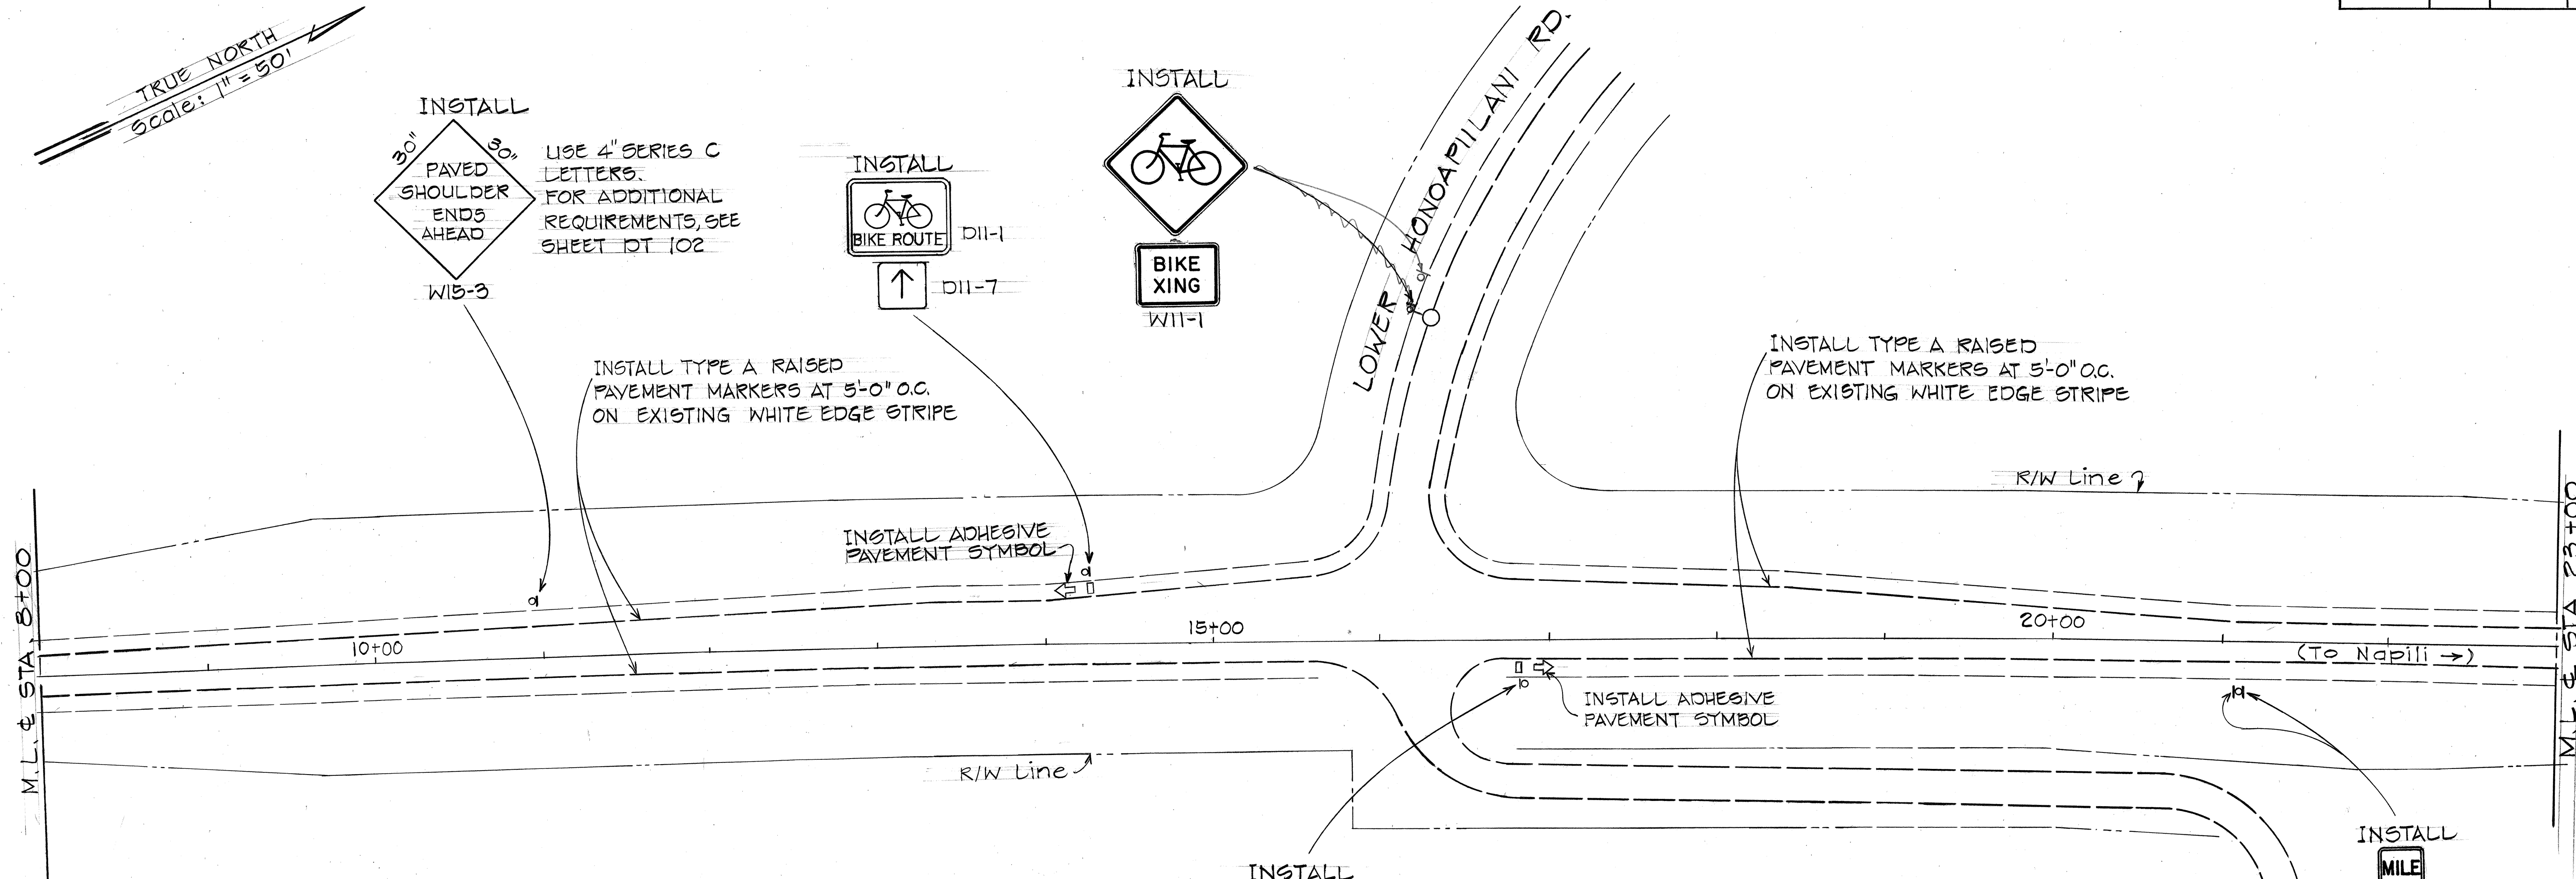 TRUE NORTH
Scale: 1" = 50'
INSTALL
30"
30"
PAVED
SHOULDER
ENDS
AHEAD
W15-3
USE 4" SERIES C
LETTERS.
FOR ADDITIONAL
REQUIREMENTS, SEE
SHEET DT 102
INSTALL
BIKE ROUTE
D11-1
D11-7
INSTALL
BIKE
XING
W11-1
LOWER HONOAPIILANI RD.
INSTALL TYPE A RAISED
PAVEMENT MARKERS AT 5'-0" O.C.
ON EXISTING WHITE EDGE STRIPE
INSTALL TYPE A RAISED
PAVEMENT MARKERS AT 5'-0" O.C.
ON EXISTING WHITE EDGE STRIPE
R/W Line
INSTALL ADHESIVE
PAVEMENT SYMBOL
M.L. ℄ STA. 8+00
10+00
15+00
20+00
(To Napili →)
M.L. ℄ STA. 23+00
INSTALL ADHESIVE
PAVEMENT SYMBOL
R/W Line
INSTALL
INSTALL
MILE